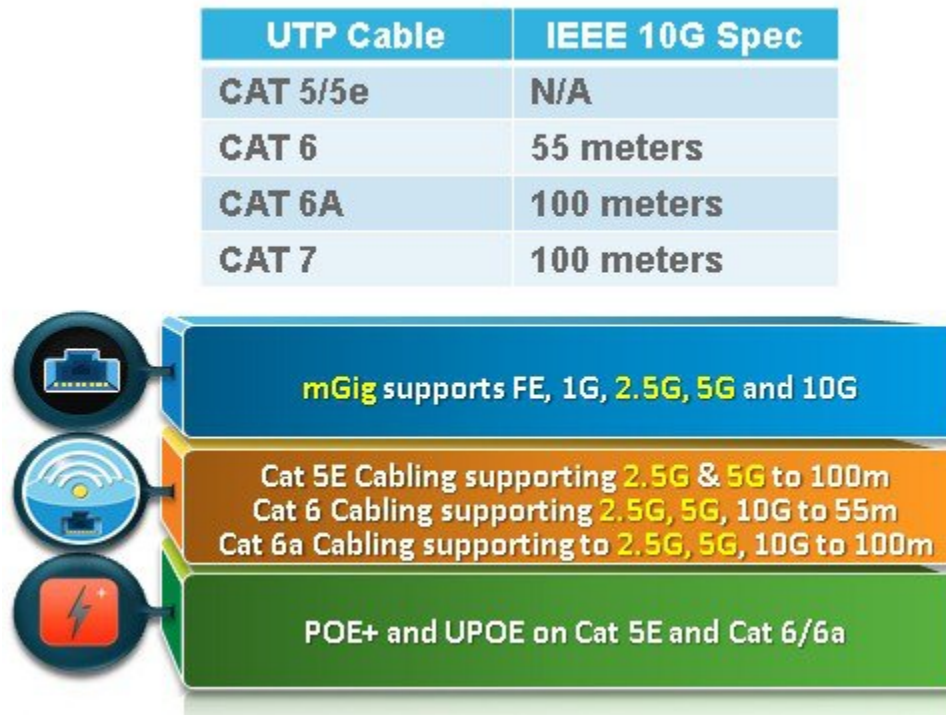 UTP Cable IEEE 10G Spec
CAT 5/5e N/A
CAT 6 55 meters
CAT 6A 100 meters
CAT 7 100 meters
mGig supports FE, 1G, 2.5G, 5G and 10G
Cat 5E Cabling supporting 2.5G & 5G to 100m
Cat 6 Cabling supporting 2.5G, 5G, 10G to 55m
Cat 6a Cabling supporting to 2.5G, 5G, 10G to 100m
POE+ and UPOE on Cat 5E and Cat 6/6a